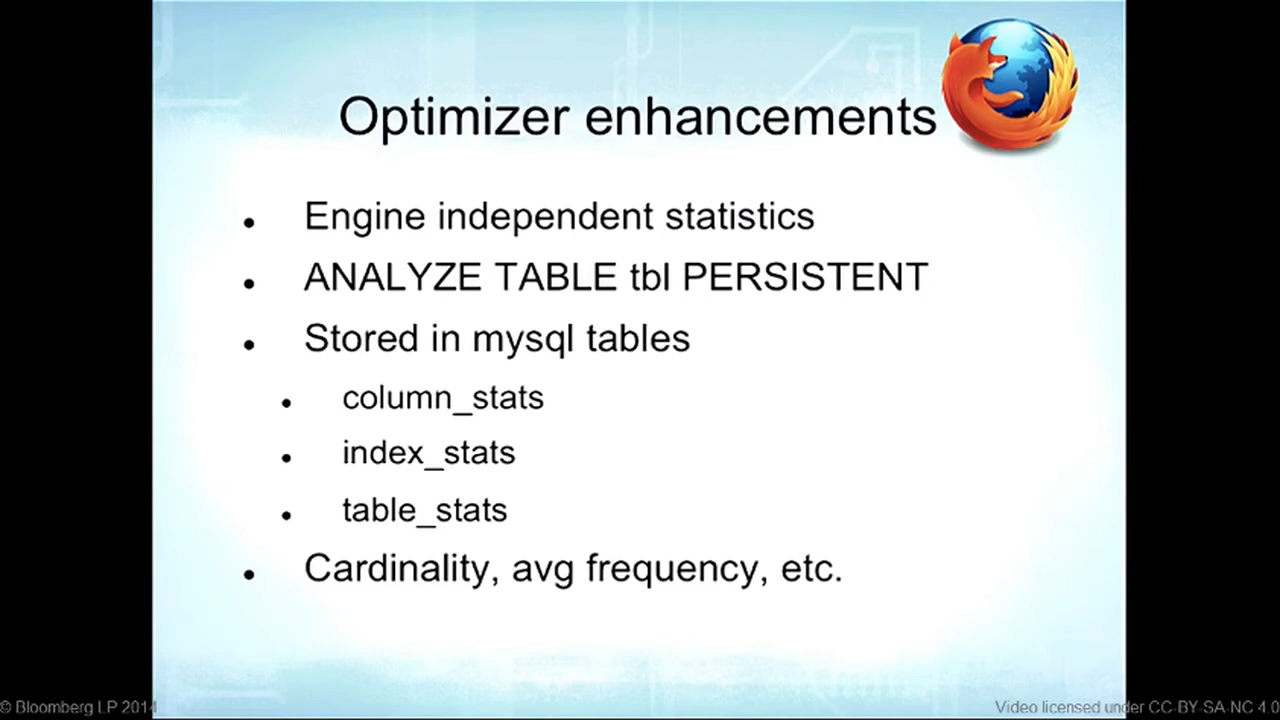 Optimizer enhancements
Engine independent statistics
ANALYZE TABLE tbl PERSISTENT
Stored in mysql tables
column_stats
index_stats
table_stats
Cardinality, avg frequency, etc.
© Bloomberg LP 2014
Video licensed under CC-BY-SA-NC 4.0